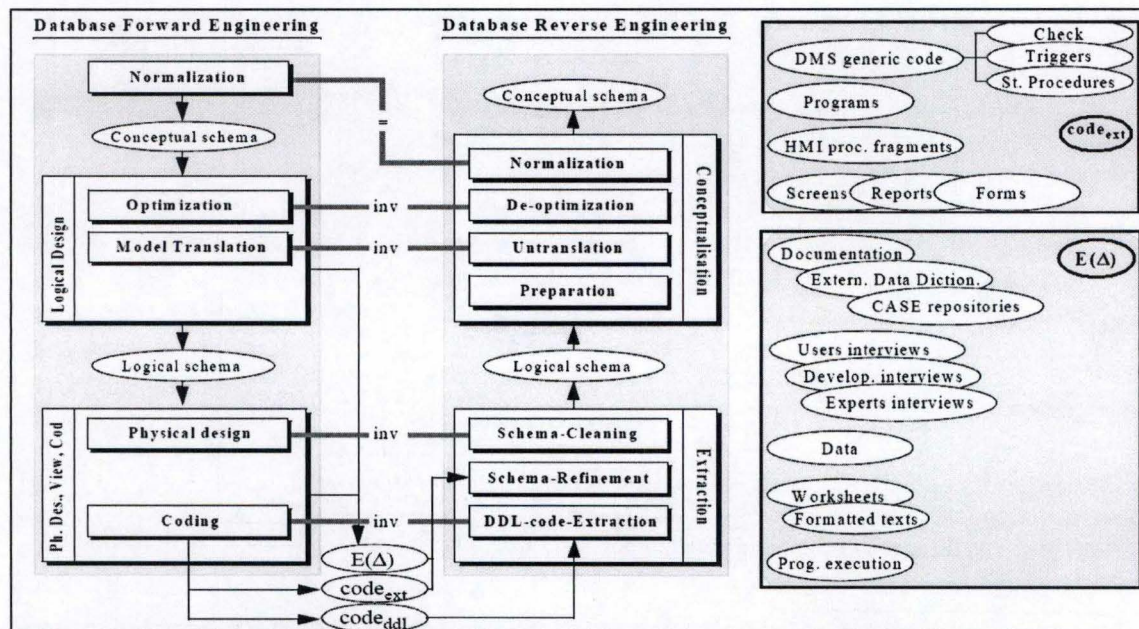 Database Forward Engineering
Normalization
Conceptual schema
Logical Design
Optimization
Model Translation
Logical schema
Ph. Des., View, Cod
Physical design
Coding
=
inv
inv
inv
inv
E(Δ)
code_ext
code_ddl
Database Reverse Engineering
Conceptual schema
Conceptualisation
Normalization
De-optimization
Untranslation
Preparation
Logical schema
Extraction
Schema-Cleaning
Schema-Refinement
DDL-code-Extraction
Check
DMS generic code
Triggers
St. Procedures
Programs
code_ext
HMI proc. fragments
Screens Reports Forms
Documentation
E(Δ)
Extern. Data Diction.
CASE repositories
Users interviews
Develop. interviews
Experts interviews
Data
Worksheets
Formatted texts
Prog. execution